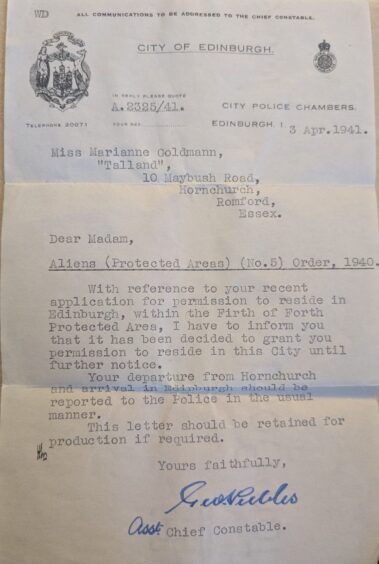 WD ALL COMMUNICATIONS TO BE ADDRESSED TO THE CHIEF CONSTABLE.
CITY OF EDINBURGH.
IN REPLY PLEASE QUOTE
A.2325/41.
CITY POLICE CHAMBERS.
TELEPHONE 20071
YOUR REF.
EDINBURGH, 1
3 Apr. 1941.
Miss Marianne Goldmann,
"Talland",
10 Maybush Road,
Hornchurch,
Romford,
Essex.
Dear Madam,
Aliens (Protected Areas) (No.5) Order, 1940.
With reference to your recent
application for permission to reside in
Edinburgh, within the Firth of Forth
Protected Area, I have to inform you
that it has been decided to grant you
permission to reside in this City until
further notice.
Your departure from Hornchurch
and arrival in Edinburgh should be
reported to the Police in the usual
manner.
This letter should be retained for
production if required.
Yours faithfully,
Asst. Chief Constable.